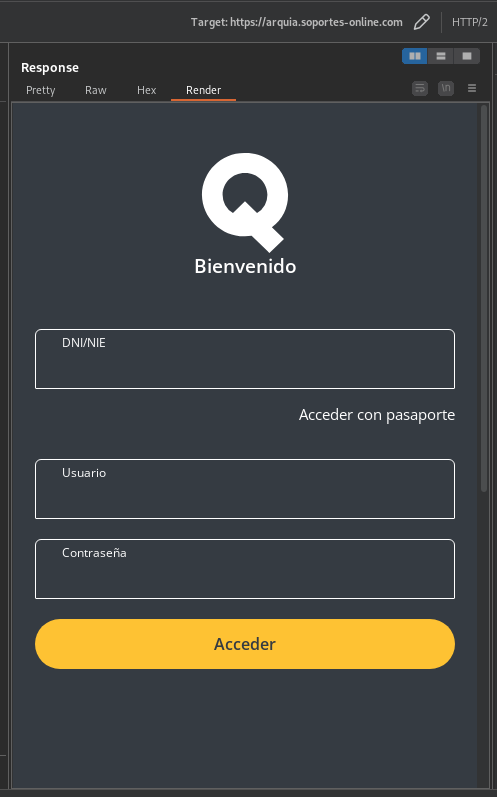 Target: https://arquia.soportes-online.com
HTTP/2
Response
Pretty Raw Hex Render
\n
Bienvenido
DNI/NIE
Acceder con pasaporte
Usuario
Contraseña
Acceder